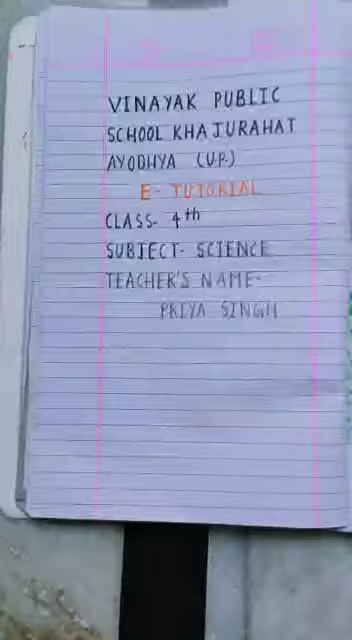 VINAYAK PUBLIC
SCHOOL KHAJURAHAT
AYODHYA (U.P.)
E- TUTORIAL
CLASS- 4th
SUBJECT- SCIENCE
TEACHER'S NAME-
PRIYA SINGH